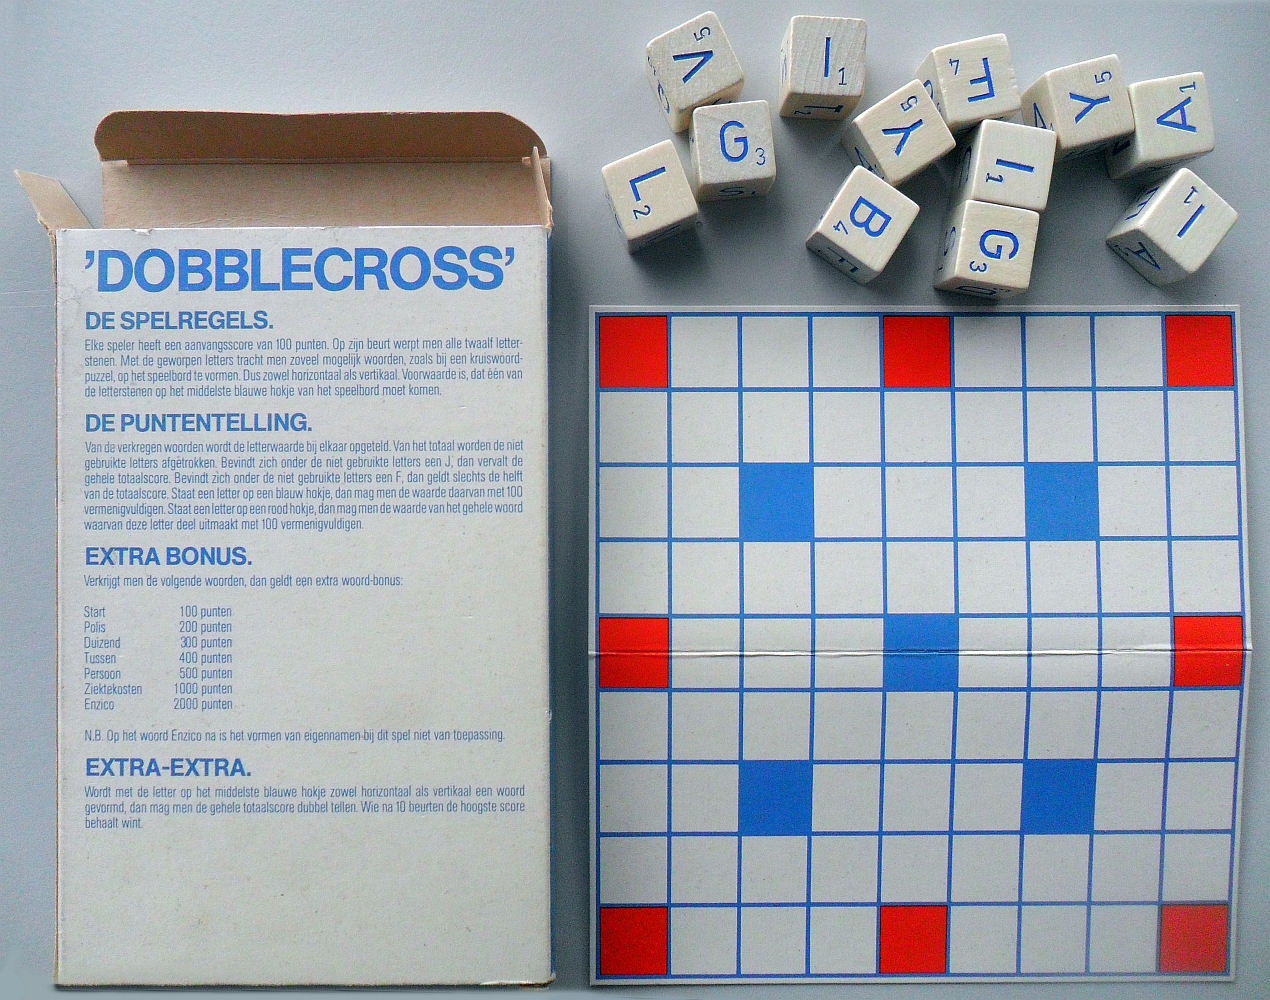 'DOBBLECROSS'
DE SPELREGELS.
Elke speler heeft een aanvangsscore van 100 punten. Op zijn beurt werpt men alle twaalf letter-
stenen. Met de geworpen letters tracht men zoveel mogelijk woorden, zoals bij een kruiswoord-
puzzel, op het speelbord te vormen. Dus zowel horizontaal als vertikaal. Voorwaarde is, dat één van
de letterstenen op het middelste blauwe hokje van het speelbord moet komen.
DE PUNTENTELLING.
Van de verkregen woorden wordt de letterwaarde bij elkaar opgeteld. Van het totaal worden de niet
gebruikte letters afgetrokken. Bevindt zich onder de niet gebruikte letters een J, dan vervalt de
gehele totaalscore. Bevindt zich onder de niet gebruikte letters een F, dan geldt slechts de helft
van de totaalscore. Staat een letter op een blauw hokje, dan mag men de waarde daarvan met 100
vermenigvuldigen. Staat een letter op een rood hokje, dan mag men de waarde van het gehele woord
waarvan deze letter deel uitmaakt met 100 vermenigvuldigen.
EXTRA BONUS.
Verkrijgt men de volgende woorden, dan geldt een extra woord-bonus:
Start 100 punten
Polis 200 punten
Duizend 300 punten
Tussen 400 punten
Persoon 500 punten
Ziektekosten 1000 punten
Enzico 2000 punten
N.B. Op het woord Enzico na is het vormen van eigennamen bij dit spel niet van toepassing.
EXTRA-EXTRA.
Wordt met de letter op het middelste blauwe hokje zowel horizontaal als vertikaal een woord
gevormd, dan mag men de gehele totaalscore dubbel tellen. Wie na 10 beurten de hoogste score
behaalt wint.
V 5
I 1
F 4
Y 5
A 1
G 3
Y 5
I 1
L 2
B 4
G 3
I 1